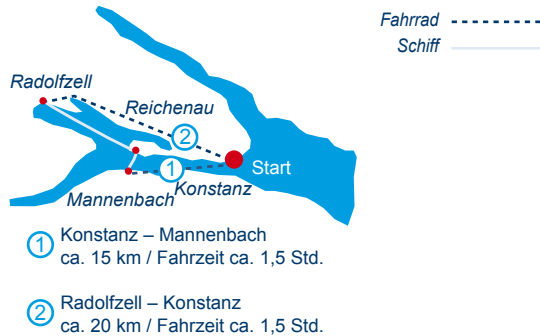 Fahrrad
Schiff
Radolfzell
Reichenau
2
Start
1
Konstanz
Mannenbach
1 Konstanz – Mannenbach
ca. 15 km / Fahrzeit ca. 1,5 Std.
2 Radolfzell – Konstanz
ca. 20 km / Fahrzeit ca. 1,5 Std.